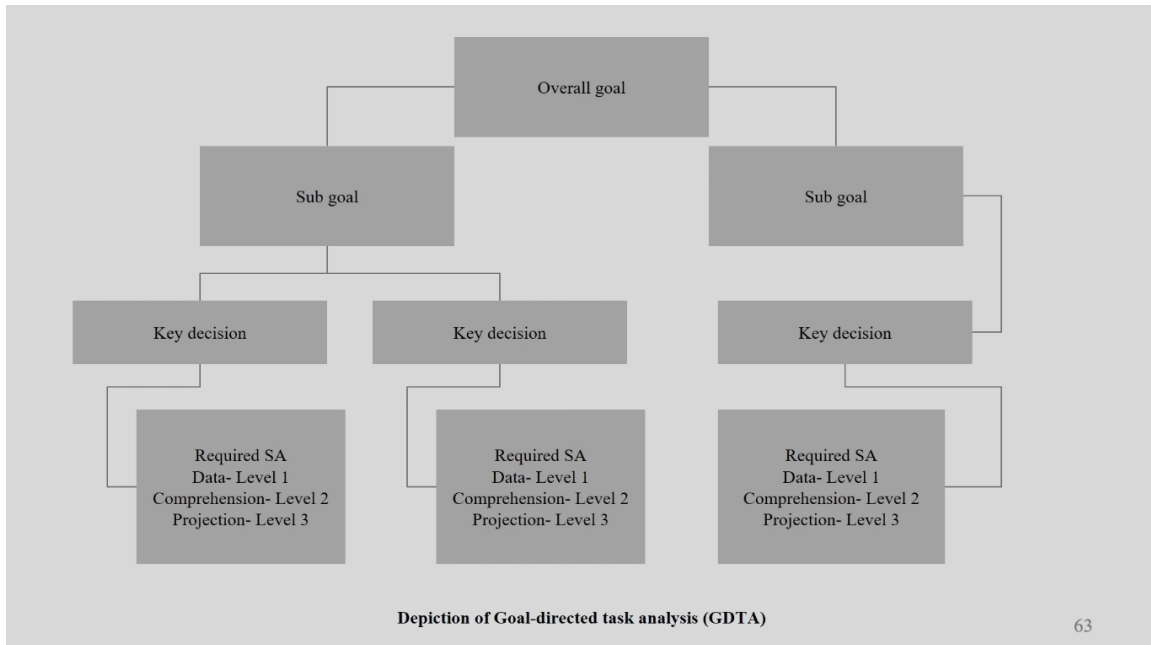 Overall goal
Sub goal
Sub goal
Key decision
Key decision
Key decision
Required SA
Data- Level 1
Comprehension- Level 2
Projection- Level 3
Required SA
Data- Level 1
Comprehension- Level 2
Projection- Level 3
Required SA
Data- Level 1
Comprehension- Level 2
Projection- Level 3
Depiction of Goal-directed task analysis (GDTA)
63